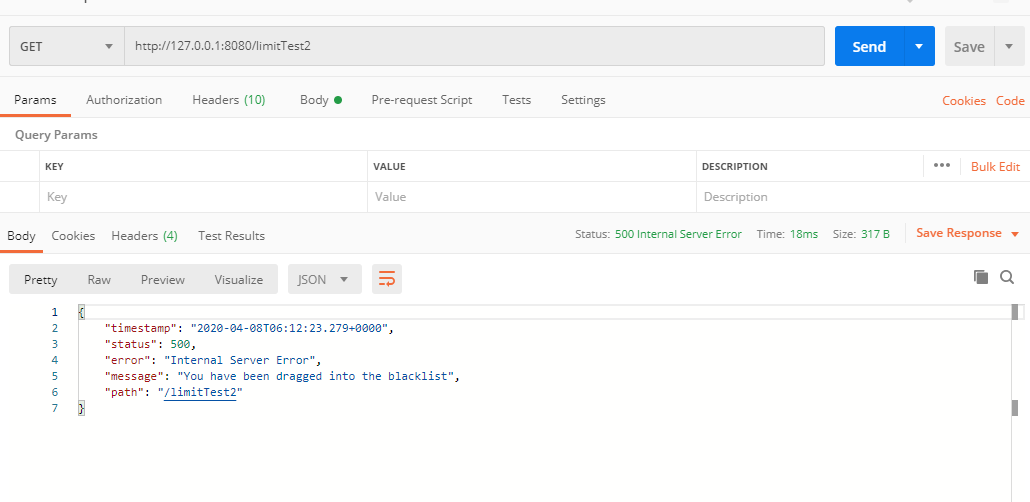 GET http://127.0.0.1:8080/limitTest2 Send Save
Params Authorization Headers (10) Body Pre-request Script Tests Settings Cookies Code
Query Params
KEY VALUE DESCRIPTION ••• Bulk Edit
Key Value Description
Body Cookies Headers (4) Test Results Status: 500 Internal Server Error Time: 18ms Size: 317 B Save Response
Pretty Raw Preview Visualize JSON
1 {
2 "timestamp": "2020-04-08T06:12:23.279+0000",
3 "status": 500,
4 "error": "Internal Server Error",
5 "message": "You have been dragged into the blacklist",
6 "path": "/limitTest2"
7 }